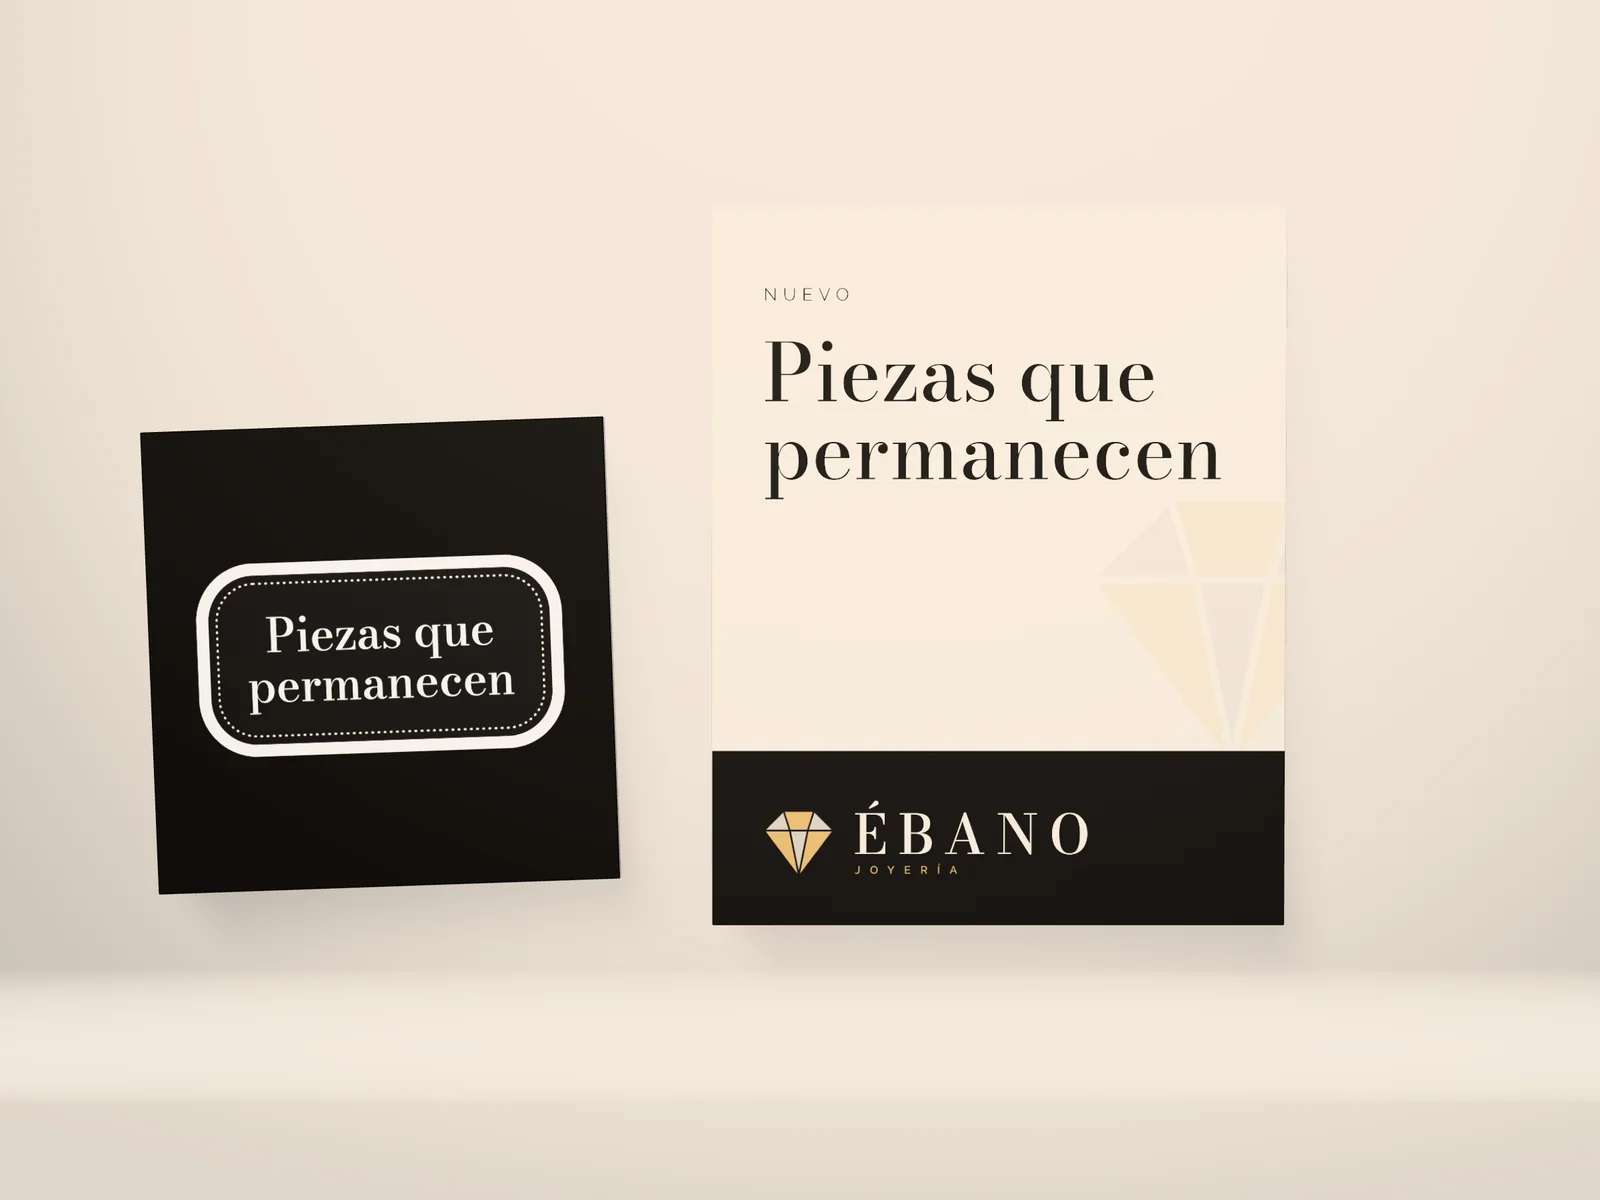 Piezas que
permanecen
NUEVO
Piezas que
permanecen
ÉBANO
JOYERÍA